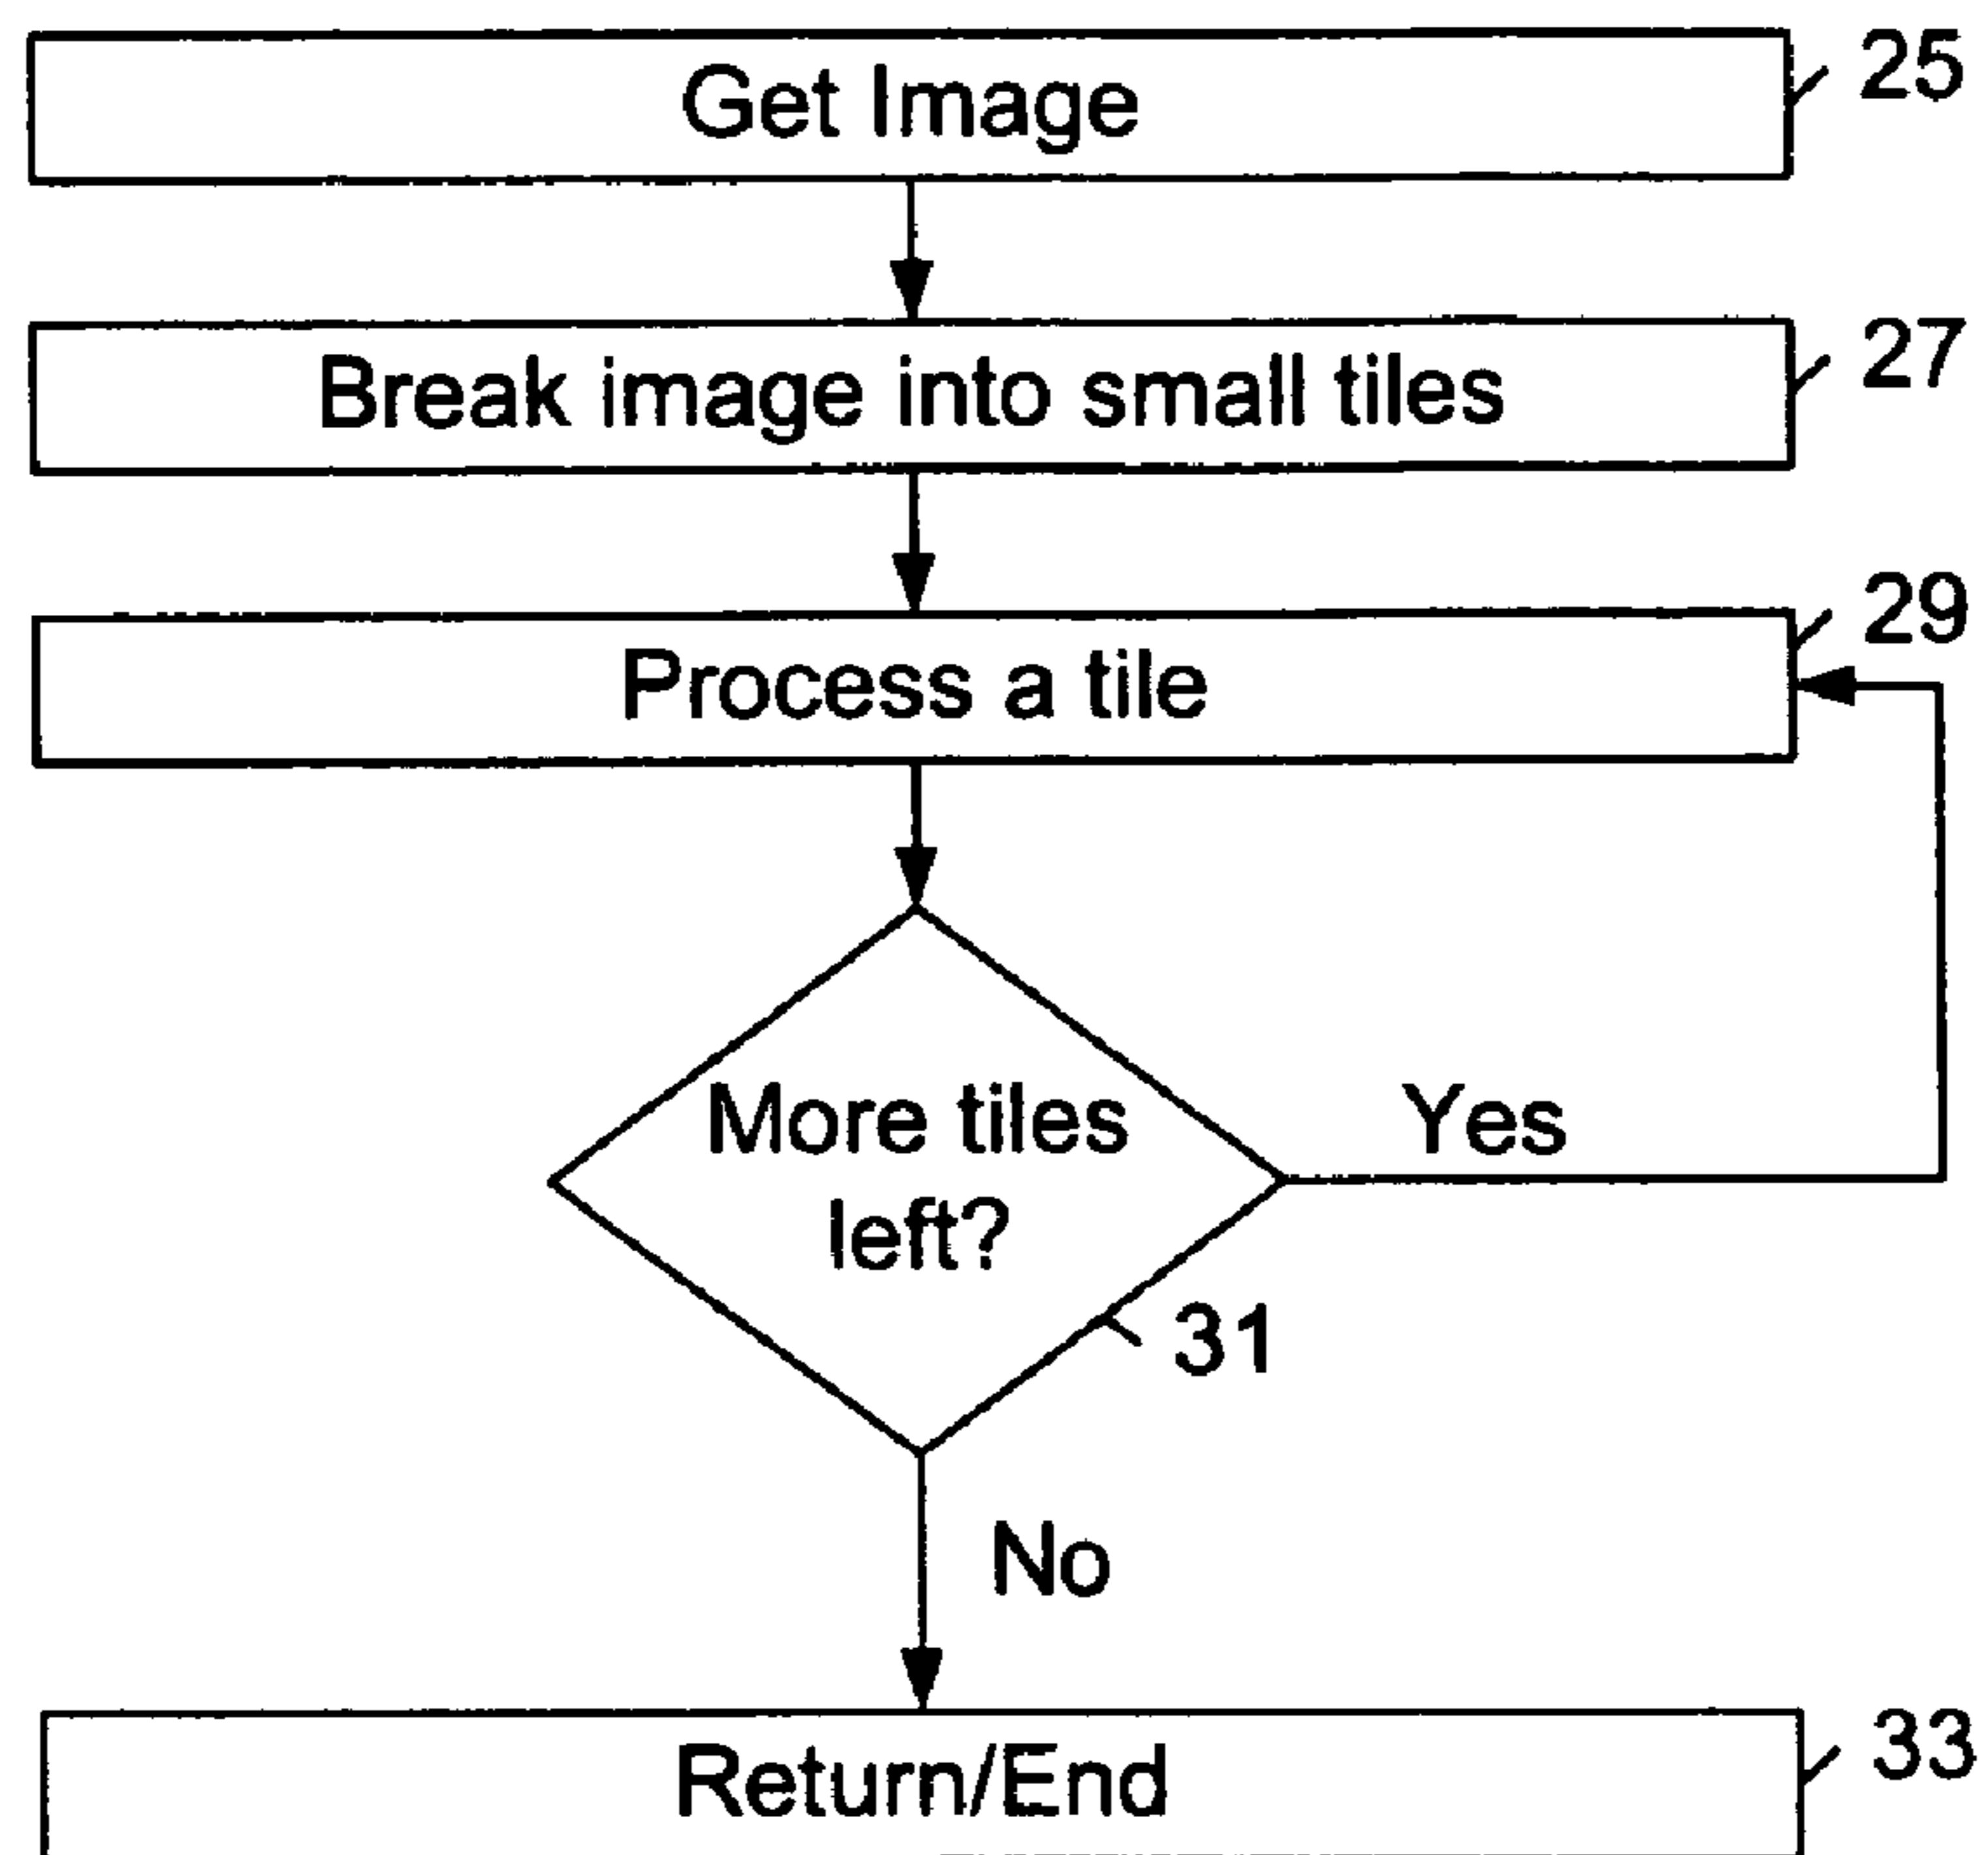 Get Image
25
Break image into small tiles
27
Process a tile
29
More tiles
left?
Yes
31
No
Return/End
33